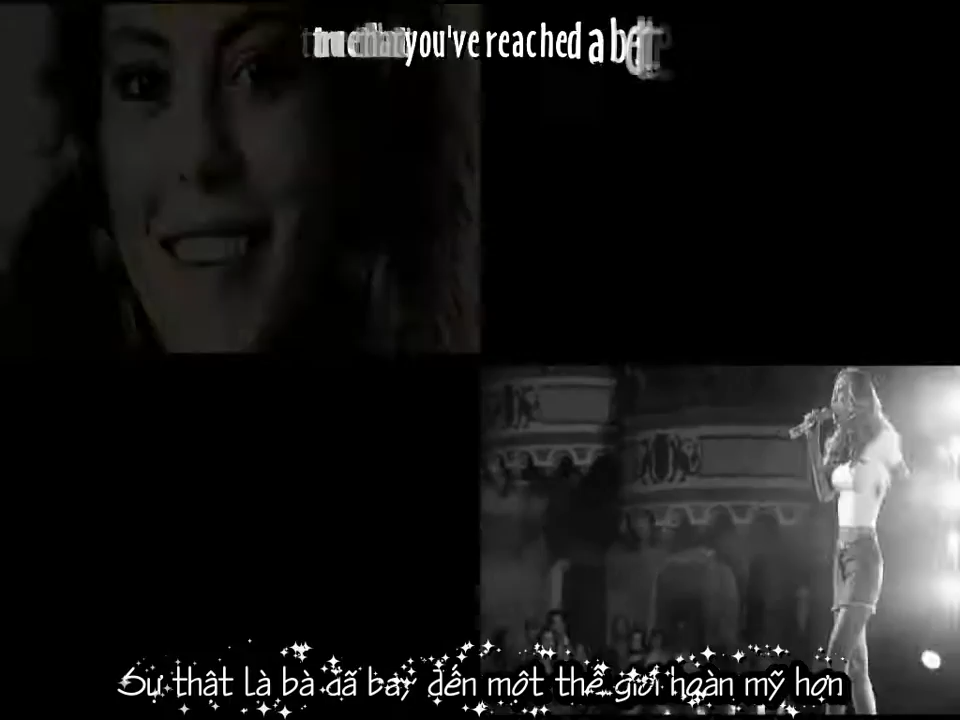 you've reached a
Sự thật là bà đã bay đến một thế giới hoàn mỹ hơn